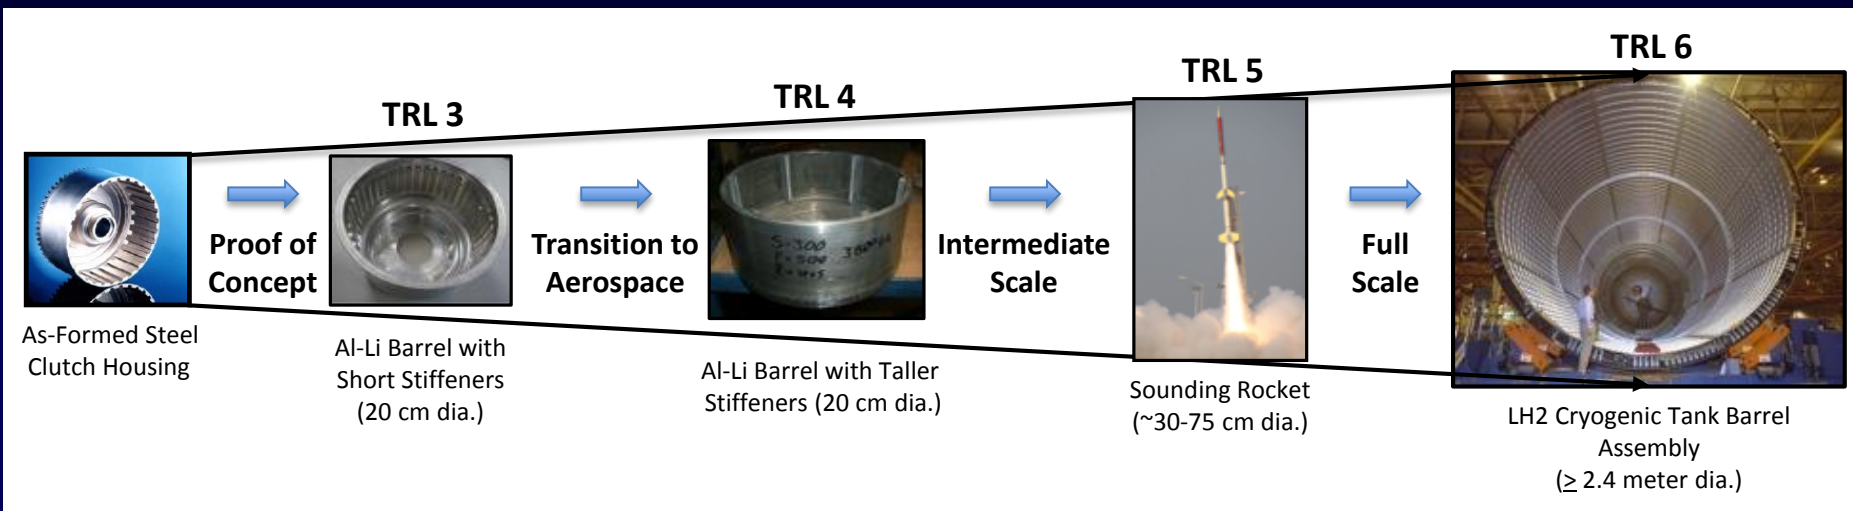 TRL 3
TRL 4
TRL 5
TRL 6
Proof of
Concept
Transition to
Aerospace
Intermediate
Scale
Full
Scale
As-Formed Steel
Clutch Housing
Al-Li Barrel with
Short Stiffeners
(20 cm dia.)
S-300
Al-Li Barrel with Taller
Stiffeners (20 cm dia.)
Sounding Rocket
(~30-75 cm dia.)
LH2 Cryogenic Tank Barrel
Assembly
(≥ 2.4 meter dia.)